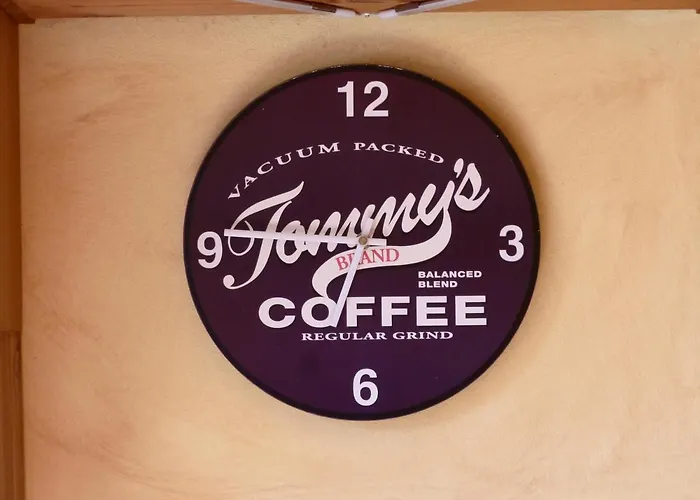 12
VACUUM PACKED
Tommy's
9
3
BRAND
BALANCED
BLEND
COFFEE
REGULAR GRIND
6